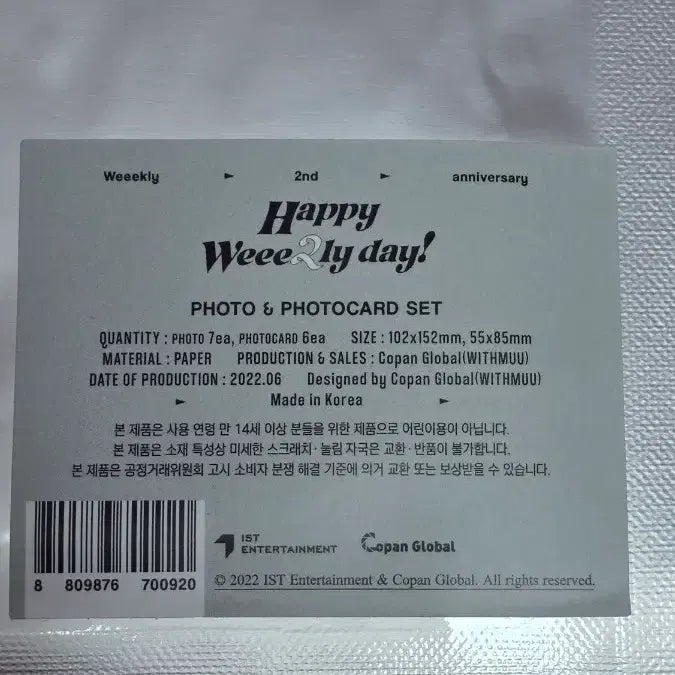 Weeekly ► 2nd ► anniversary
Happy
Weee2ly day!
PHOTO & PHOTOCARD SET
QUANTITY : PHOTO 7ea, PHOTOCARD 6ea SIZE : 102x152mm, 55x85mm
MATERIAL : PAPER PRODUCTION & SALES : Copan Global(WITHMUU)
DATE OF PRODUCTION : 2022.06 Designed by Copan Global(WITHMUU)
► Made in Korea ►
본 제품은 사용 연령 만 14세 이상 분들을 위한 제품으로 어린이용이 아닙니다.
본 제품은 소재 특성상 미세한 스크래치·눌림 자국은 교환·반품이 불가합니다.
본 제품은 공정거래위원회 고시 소비자 분쟁 해결 기준에 의거 교환 또는 보상받을 수 있습니다.
IST
ENTERTAINMENT
Copan Global
8 809876 700920
© 2022 IST Entertainment & Copan Global. All rights reserved.